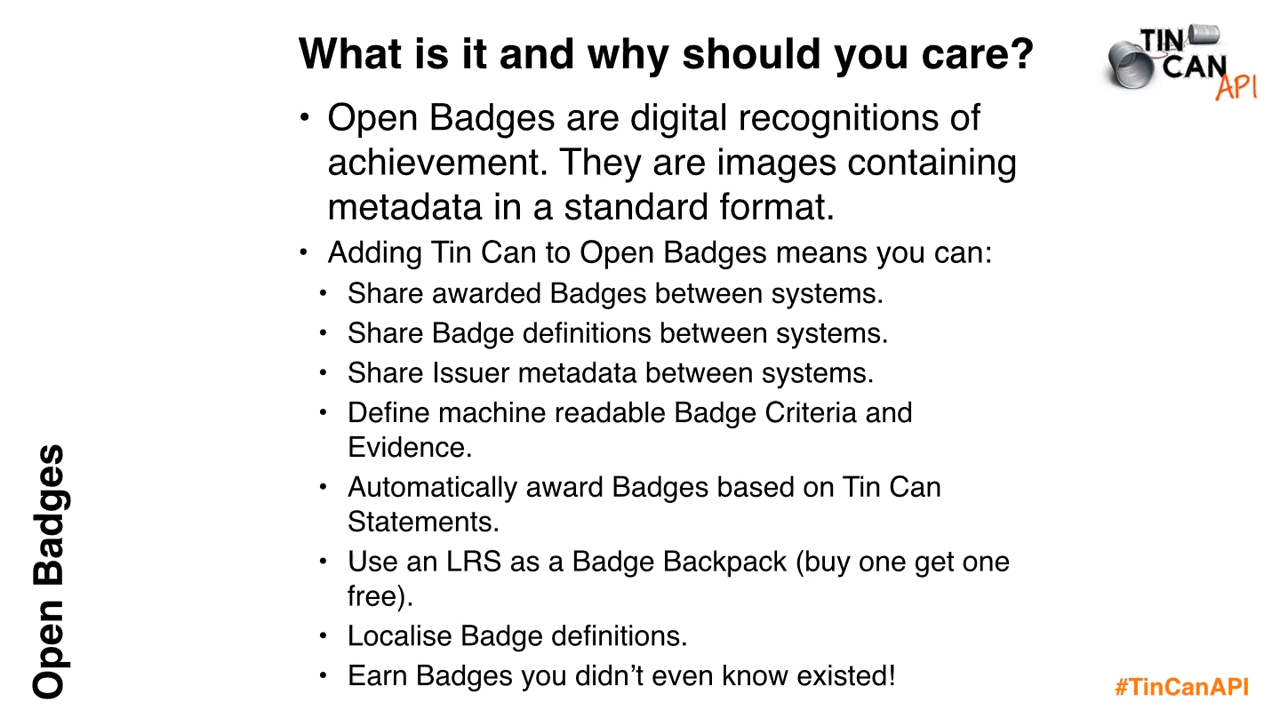 What is it and why should you care?
TIN
CAN
API
• Open Badges are digital recognitions of
achievement. They are images containing
metadata in a standard format.
• Adding Tin Can to Open Badges means you can:
• Share awarded Badges between systems.
• Share Badge definitions between systems.
• Share Issuer metadata between systems.
• Define machine readable Badge Criteria and
Evidence.
• Automatically award Badges based on Tin Can
Statements.
• Use an LRS as a Badge Backpack (buy one get one
free).
• Localise Badge definitions.
• Earn Badges you didn’t even know existed!
Open Badges
#TinCanAPI